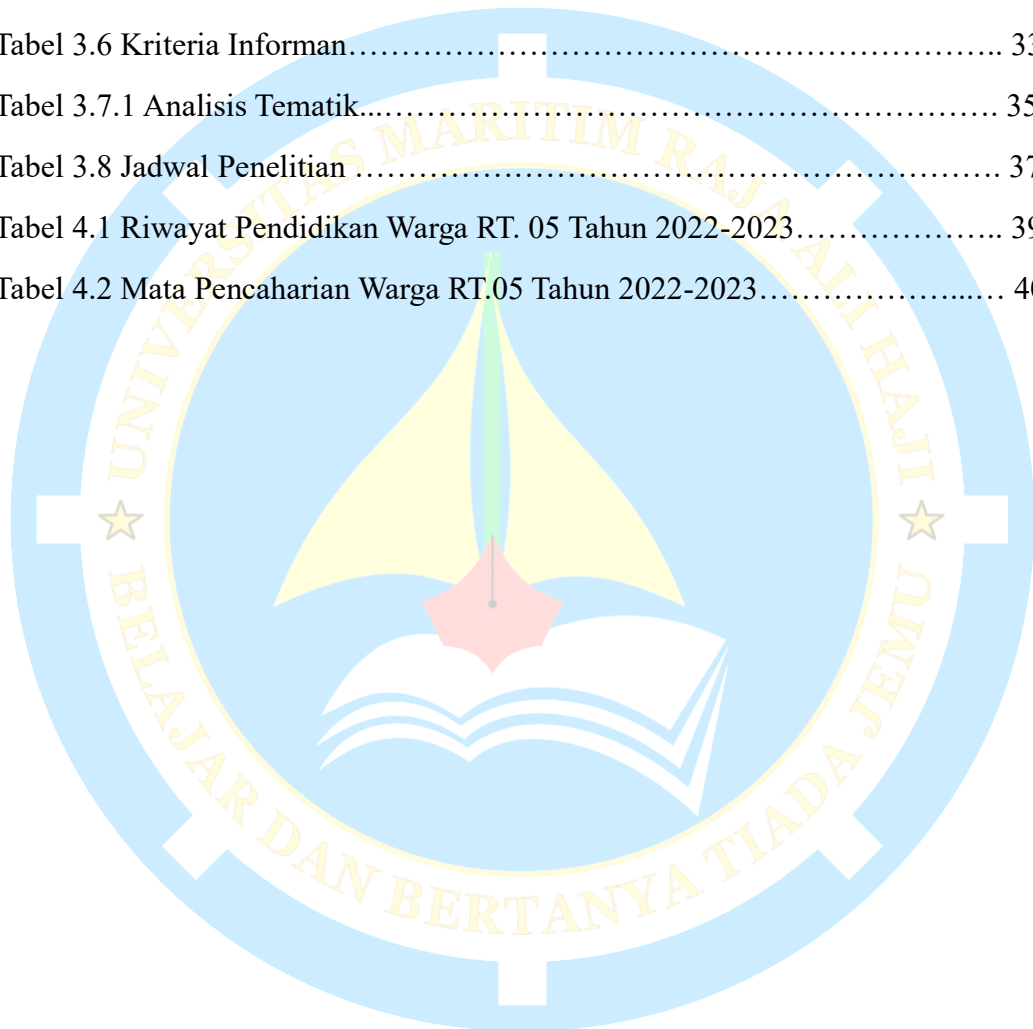 Tabel 3.6 Kriteria Informan……………………………………………………….. 33
Tabel 3.7.1 Analisis Tematik...…………………………………………………. 35
Tabel 3.8 Jadwal Penelitian ……………………………………………………. 37
Tabel 4.1 Riwayat Pendidikan Warga RT. 05 Tahun 2022-2023……………….. 39
Tabel 4.2 Mata Pencaharian Warga RT.05 Tahun 2022-2023………………...… 40
UNIVERSITAS MARITIM RAJA ALI HAJI
BELAJAR DAN BERTANYA TIADA JEMU